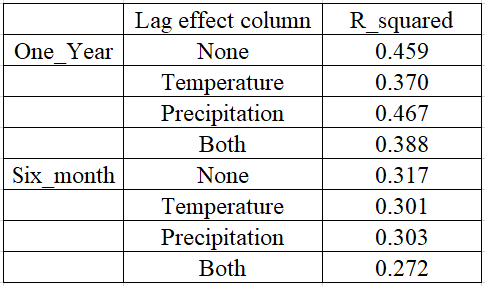 Lag effect column R_squared
One_Year None 0.459
Temperature 0.370
Precipitation 0.467
Both 0.388
Six_month None 0.317
Temperature 0.301
Precipitation 0.303
Both 0.272